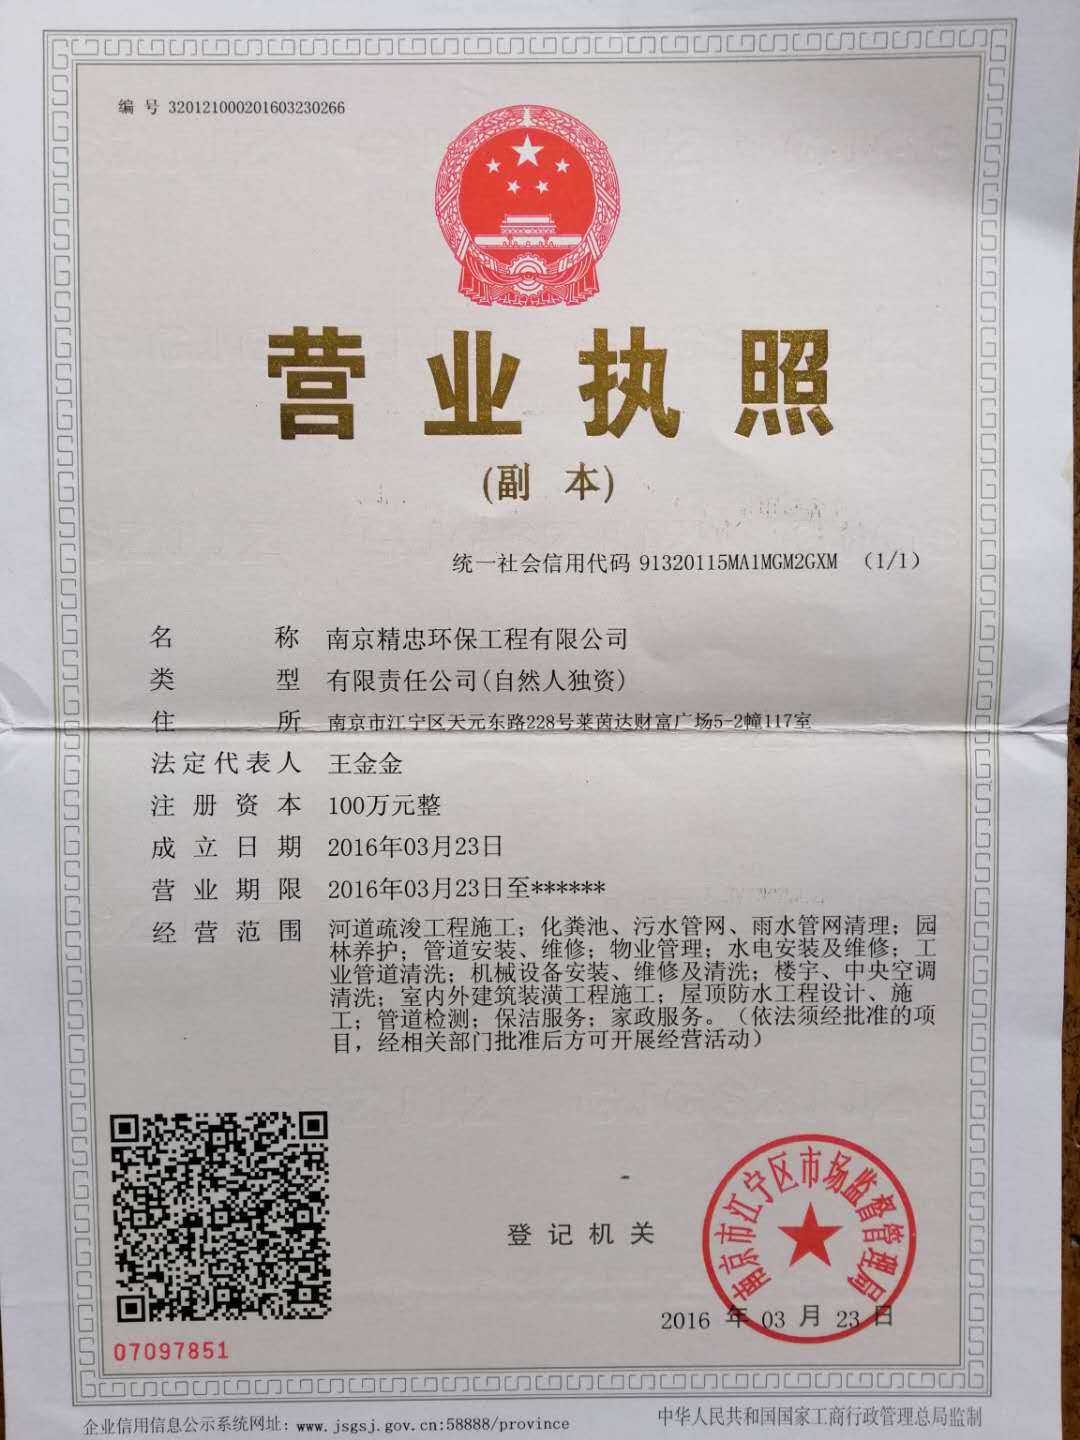 编 号 320121000201603230266
营业执照
(副 本)
统一社会信用代码 91320115MA1MGM2GXM （1/1）
名 称 南京精忠环保工程有限公司
类 型 有限责任公司(自然人独资)
住 所 南京市江宁区天元东路228号莱茵达财富广场5-2幢117室
法定代表人 王金金
注册资本 100万元整
成立日期 2016年03月23日
营业期限 2016年03月23日至******
经营范围 河道疏浚工程施工；化粪池、污水管网、雨水管网清理；园
林养护；管道安装、维修；物业管理；水电安装及维修；工
业管道清洗；机械设备安装、维修及清洗；楼宇、中央空调
清洗；室内外建筑装潢工程施工；屋顶防水工程设计、施
工；管道检测；保洁服务；家政服务。（依法须经批准的项
目，经相关部门批准后方可开展经营活动）
登记机关
南京市江宁区市场监督管理局
2016 年 03 月 23 日
07097851
企业信用信息公示系统网址：www.jsgsj.gov.cn:58888/province
中华人民共和国国家工商行政管理总局监制